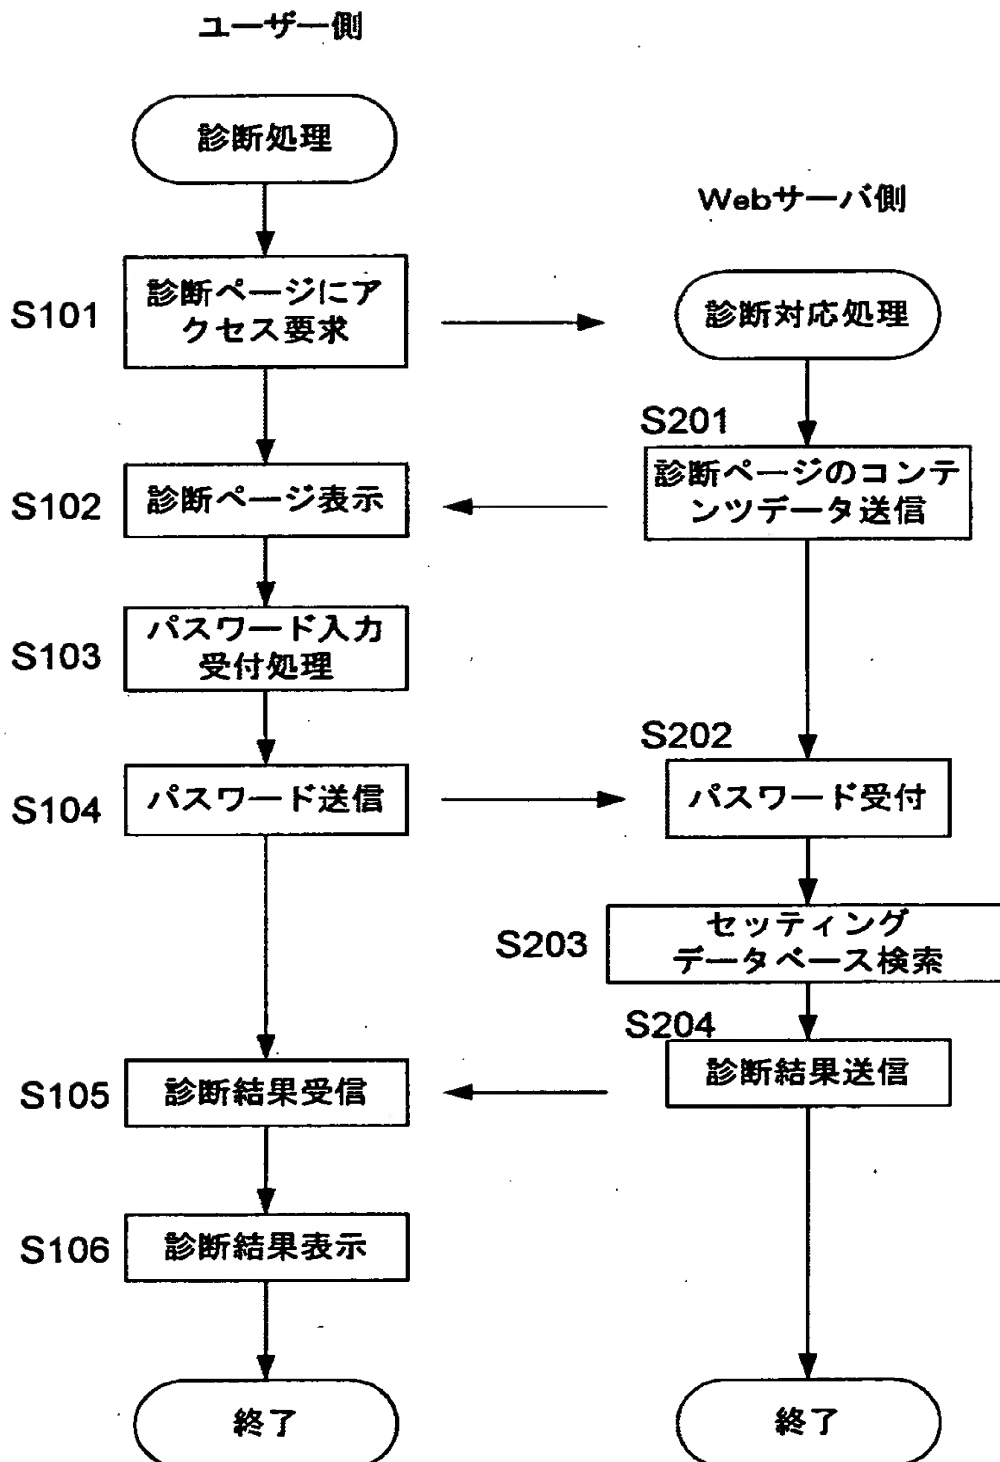 ユーザー側
診断処理
S101
診断ページにア
クセス要求
S102
診断ページ表示
S103
パスワード入力
受付処理
S104
パスワード送信
S105
診断結果受信
S106
診断結果表示
終了
Webサーバ側
診断対応処理
S201
診断ページのコンテ
ンツデータ送信
S202
パスワード受付
S203
セッティング
データベース検索
S204
診断結果送信
終了